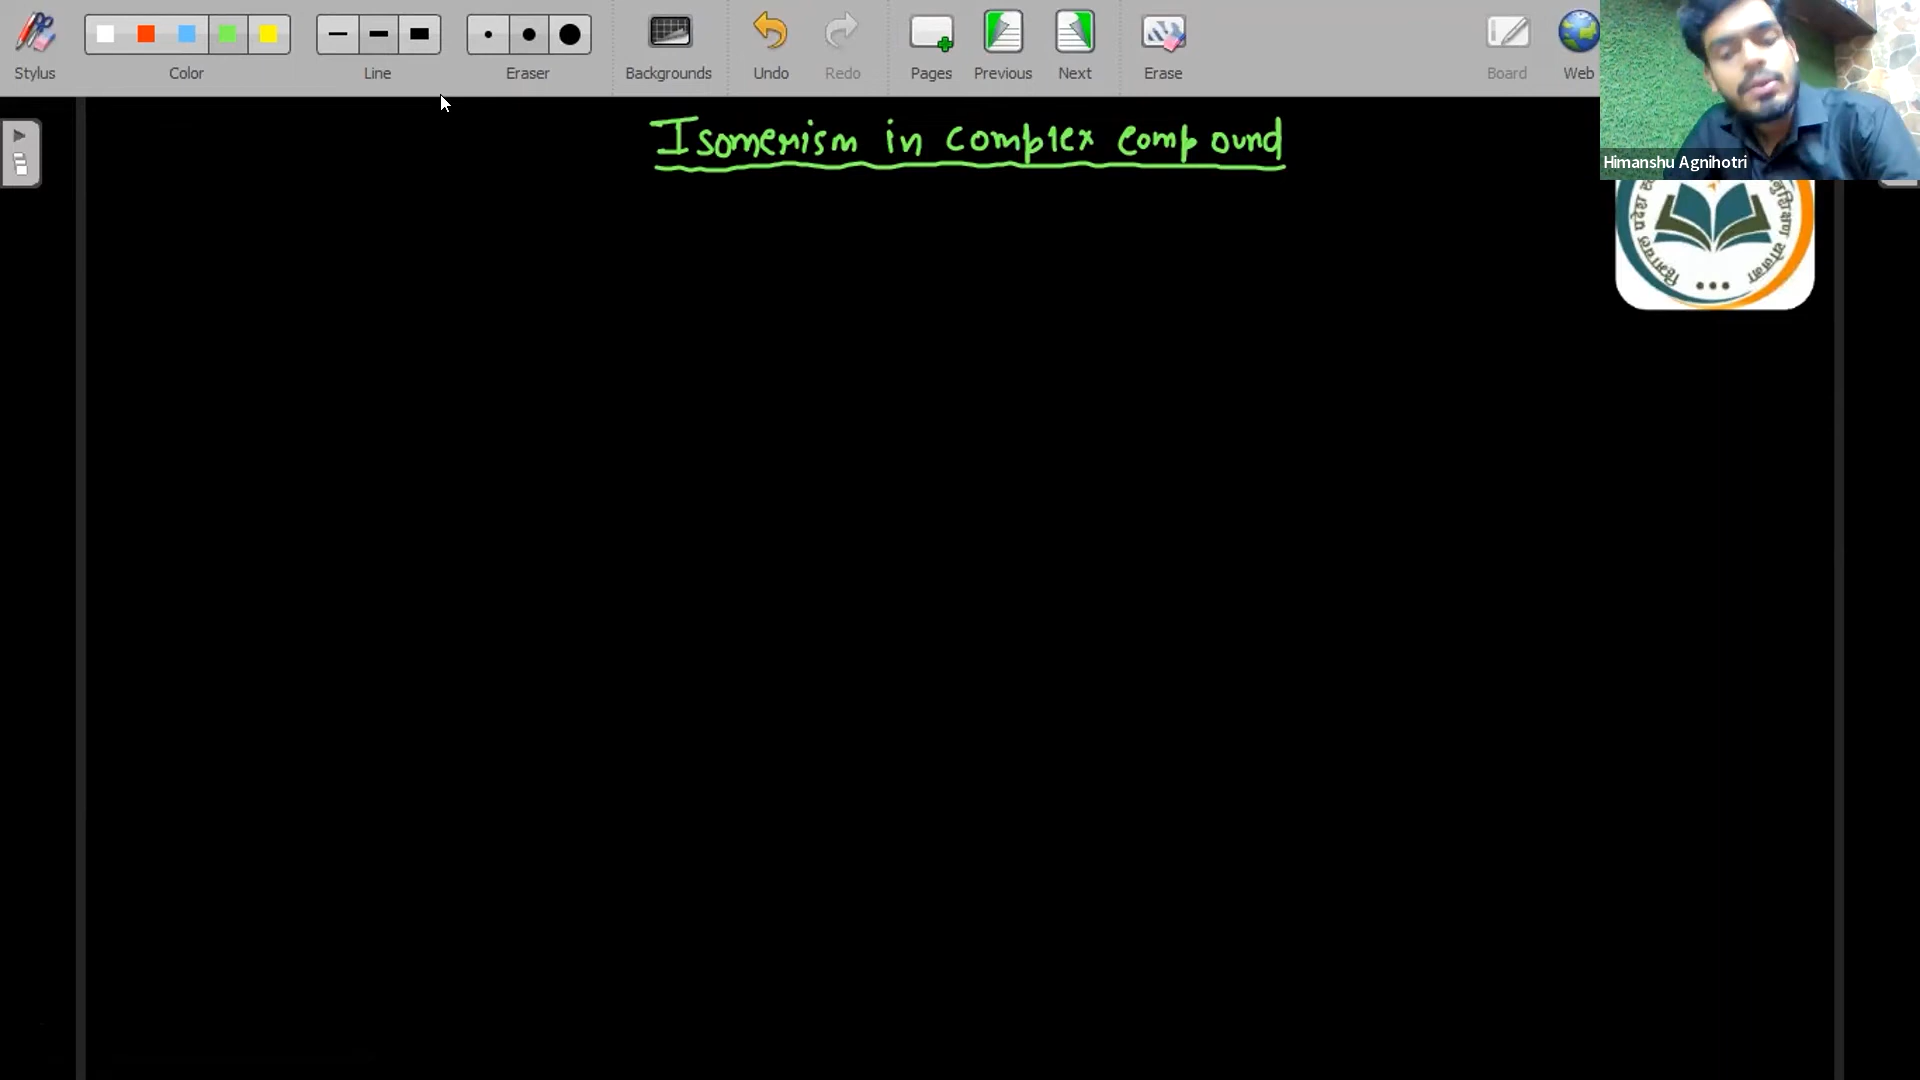 Stylus
Color
Line
Eraser
Backgrounds
Undo
Redo
Pages
Previous
Next
Erase
Board
Web
Isomerism in complex compound
Himanshu Agnihotri